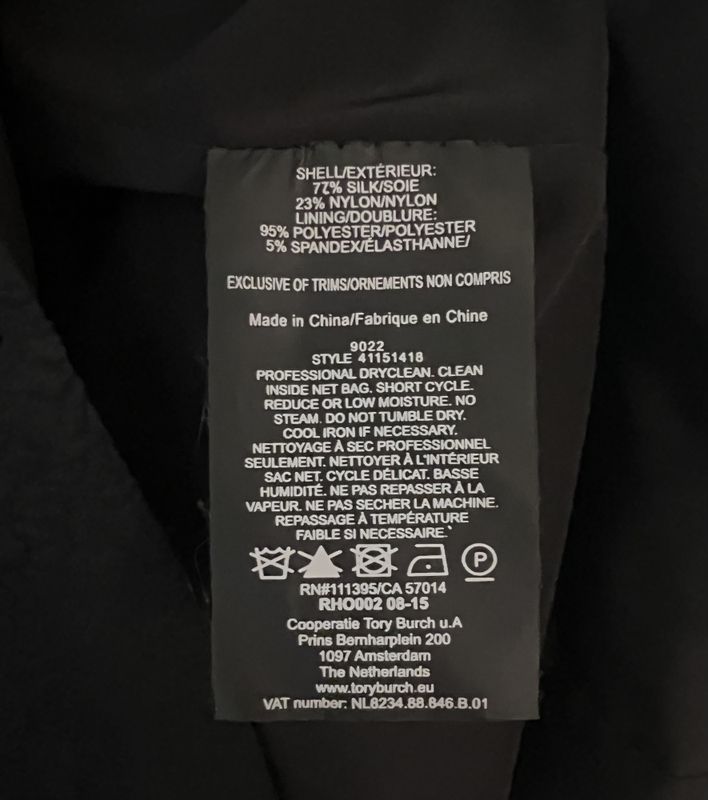 SHELL/EXTÉRIEUR:
77% SILK/SOIE
23% NYLON/NYLON
LINING/DOUBLURE:
95% POLYESTER/POLYESTER
5% SPANDEX/ÉLASTHANNE/
EXCLUSIVE OF TRIMS/ORNEMENTS NON COMPRIS
Made in China/Fabrique en Chine
9022
STYLE 41151418
PROFESSIONAL DRYCLEAN. CLEAN
INSIDE NET BAG. SHORT CYCLE.
REDUCE OR LOW MOISTURE. NO
STEAM. DO NOT TUMBLE DRY.
COOL IRON IF NECESSARY.
NETTOYAGE À SEC PROFESSIONNEL
SEULEMENT. NETTOYER À L'INTÉRIEUR
SAC NET. CYCLE DÉLICAT. BASSE
HUMIDITÉ. NE PAS REPASSER À LA
VAPEUR. NE PAS SECHER LA MACHINE.
REPASSAGE À TEMPÉRATURE
FAIBLE SI NECESSAIRE.
P
RN#111395/CA 57014
RHO002 08-15
Cooperatie Tory Burch u.A
Prins Bernharplein 200
1097 Amsterdam
The Netherlands
www.toryburch.eu
VAT number: NL8234.88.846.B.01